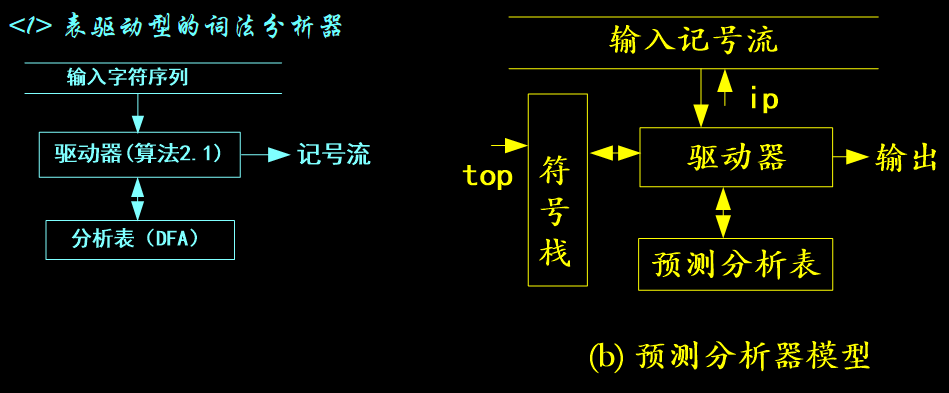 <1> 表驱动型的词法分析器
输入字符序列
驱动器(算法2.1)
记号流
分析表（DFA）
输入记号流
ip
top
符号栈
驱动器
输出
预测分析表
(b) 预测分析器模型